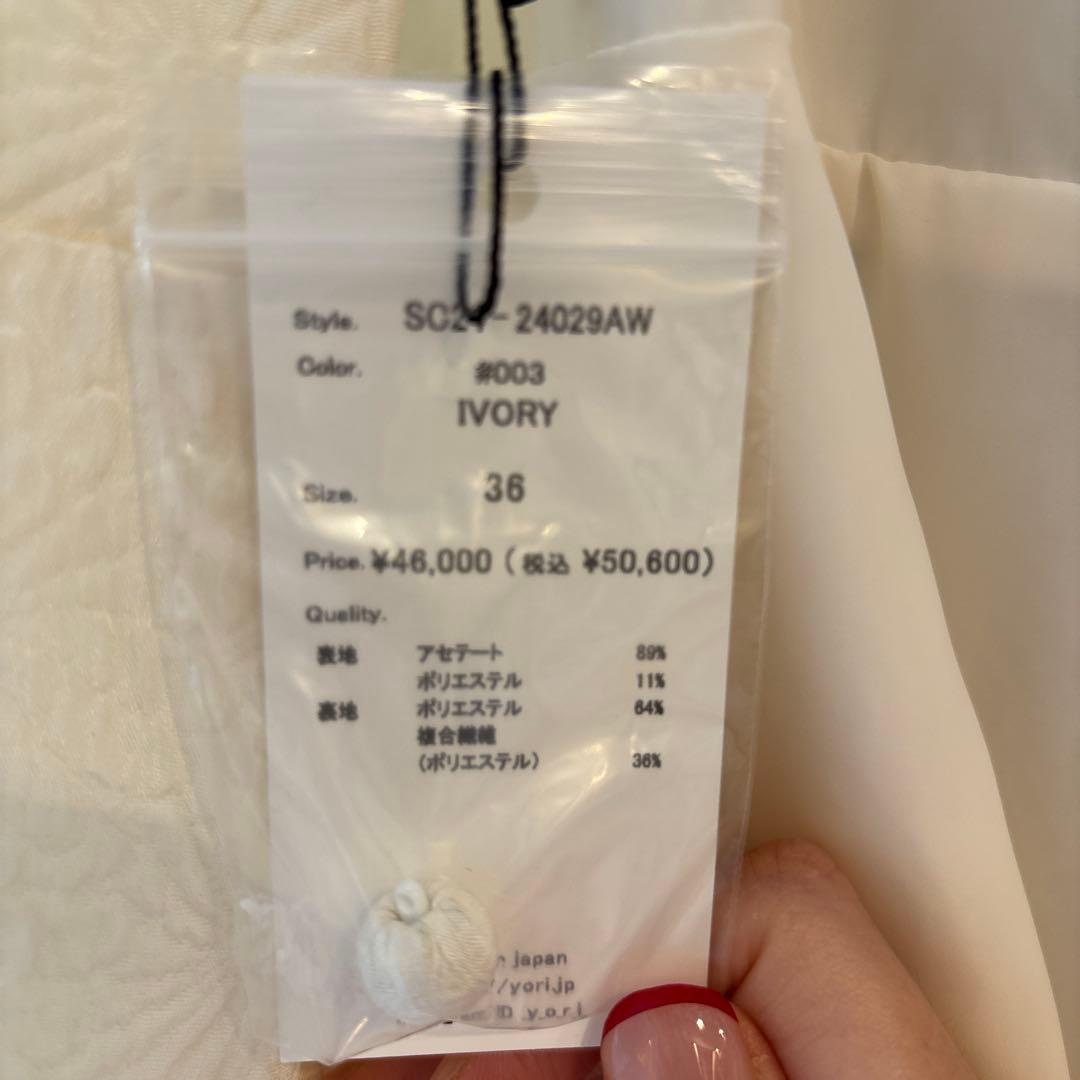 Style. SC24-24029AW
Color. #003
IVORY
Size. 36
Price. ¥46,000 (税込 ¥50,600)
Quality.
表地 アセテート 89%
ポリエステル 11%
裏地 ポリエステル 64%
複合繊維
(ポリエステル) 36%
japan
//yori.jp
yori